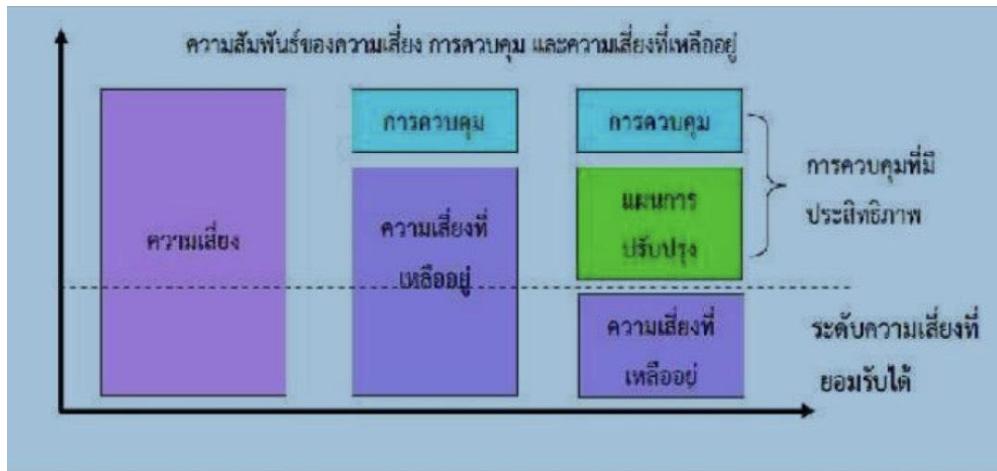 ความสัมพันธ์ของความเสี่ยง การควบคุม และความเสี่ยงที่เหลืออยู่
ความเสี่ยง
การควบคุม
ความเสี่ยงที่
เหลืออยู่
การควบคุม
แผนการ
ปรับปรุง
ความเสี่ยงที่
เหลืออยู่
การควบคุมที่มี
ประสิทธิภาพ
ระดับความเสี่ยงที่
ยอมรับได้